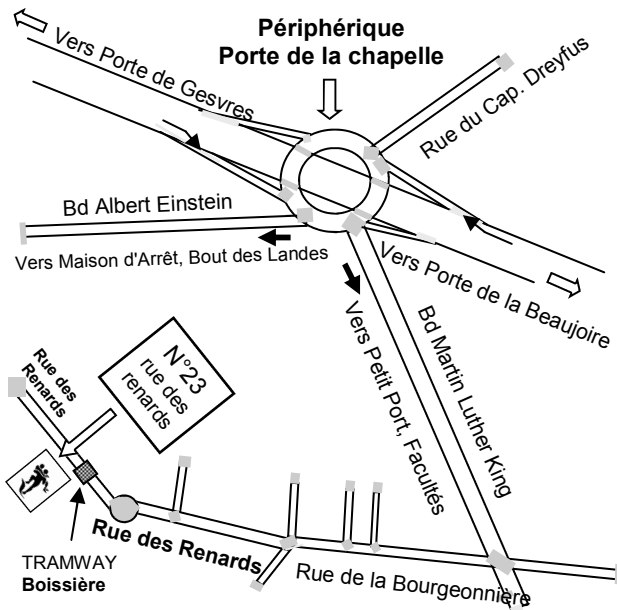 Périphérique
Porte de la chapelle
Vers Porte de Gesvres
Rue du Cap. Dreyfus
Bd Albert Einstein
Vers Maison d'Arrêt, Bout des Landes
Vers Porte de la Beaujoire
Vers Petit Port, Facultés
Bd Martin Luther King
Rue des
Renards
N°23
rue des
renards
TRAMWAY
Boissière
Rue des Renards
Rue de la Bourgeonnière